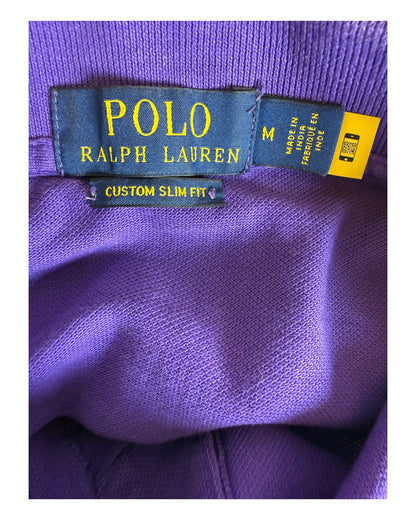 POLO
RALPH LAUREN
CUSTOM SLIM FIT
M
MADE IN
INDIA
FABRIQUÉ EN
INDE